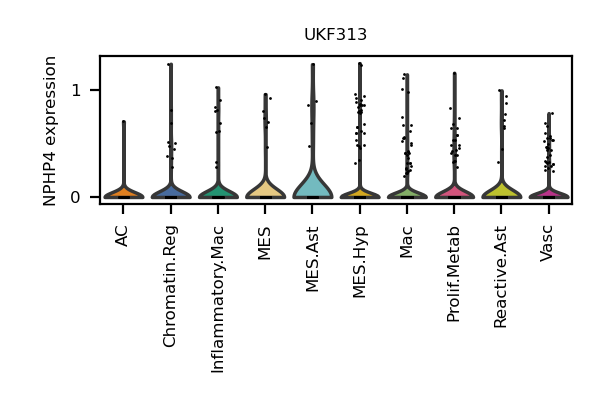 UKF313
NPHP4 expression
1
0
AC
Chromatin.Reg
Inflammatory.Mac
MES
MES.Ast
MES.Hyp
Mac
Prolif.Metab
Reactive.Ast
Vasc